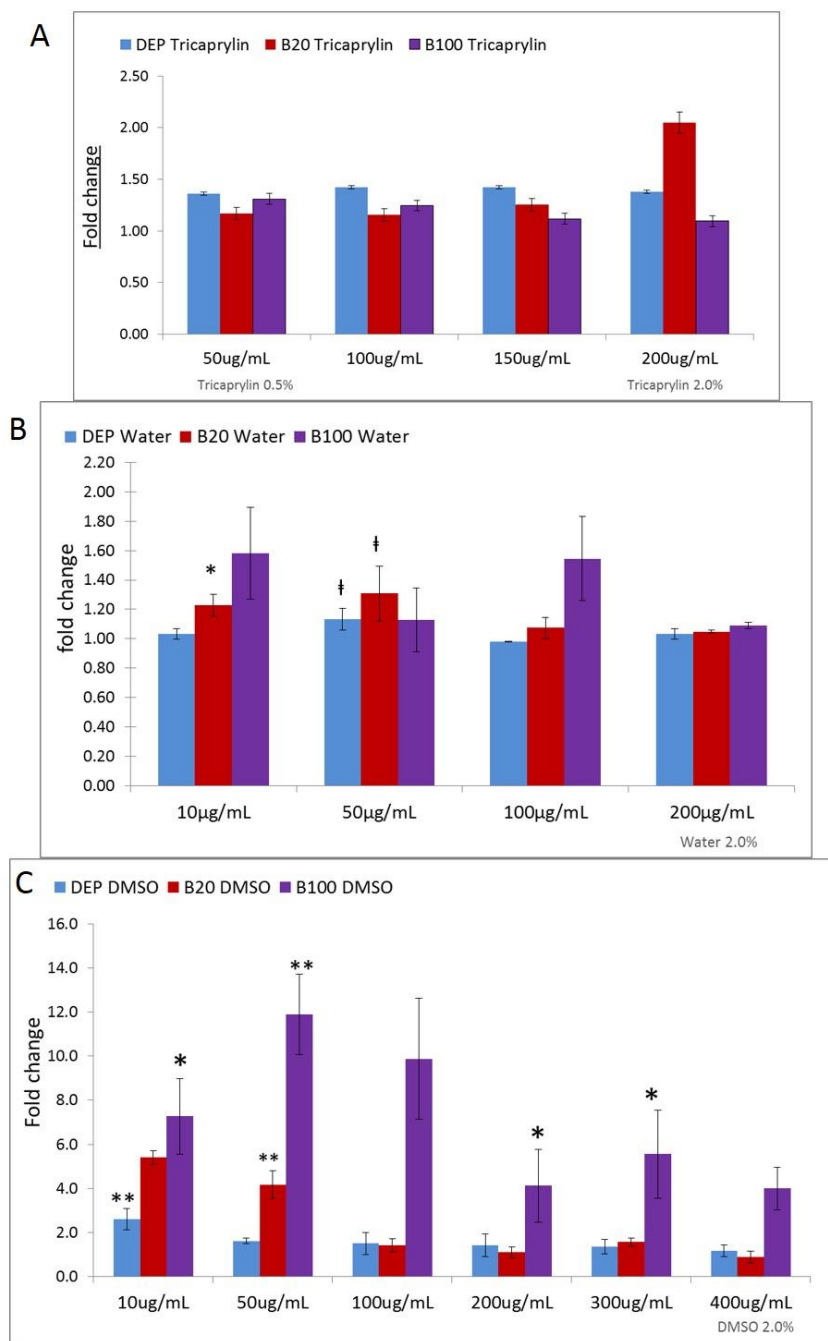 A
DEP Tricaprylin B20 Tricaprylin B100 Tricaprylin
2.50
2.00
1.50
1.00
0.50
0.00
Fold change
50ug/mL 100ug/mL 150ug/mL 200ug/mL
Tricaprylin 0.5% Tricaprylin 2.0%
B
DEP Water B20 Water B100 Water
2.20
2.00
1.80
1.60
1.40
1.20
1.00
0.80
0.60
0.40
0.20
0.00
fold change
*
ǂ
ǂ
10µg/mL 50µg/mL 100µg/mL 200µg/mL
Water 2.0%
C
DEP DMSO B20 DMSO B100 DMSO
16.0
14.0
12.0
10.0
8.0
6.0
4.0
2.0
0.0
Fold change
**
*
**
**
*
*
10ug/mL 50ug/mL 100ug/mL 200ug/mL 300ug/mL 400ug/mL
DMSO 2.0%